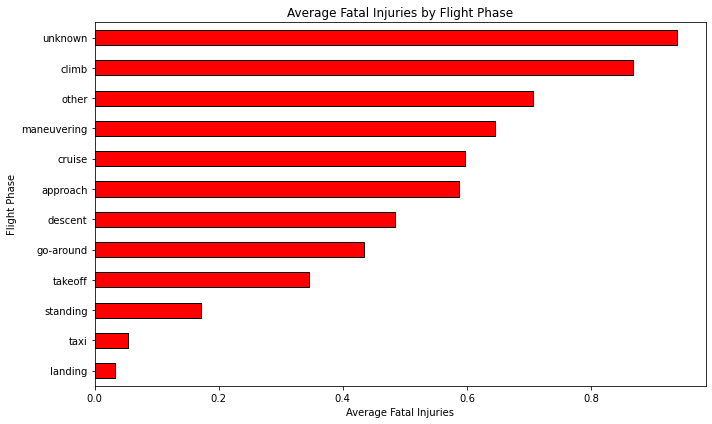 Average Fatal Injuries by Flight Phase
Flight Phase
unknown
climb
other
maneuvering
cruise
approach
descent
go-around
takeoff
standing
taxi
landing
0.0 0.2 0.4 0.6 0.8
Average Fatal Injuries